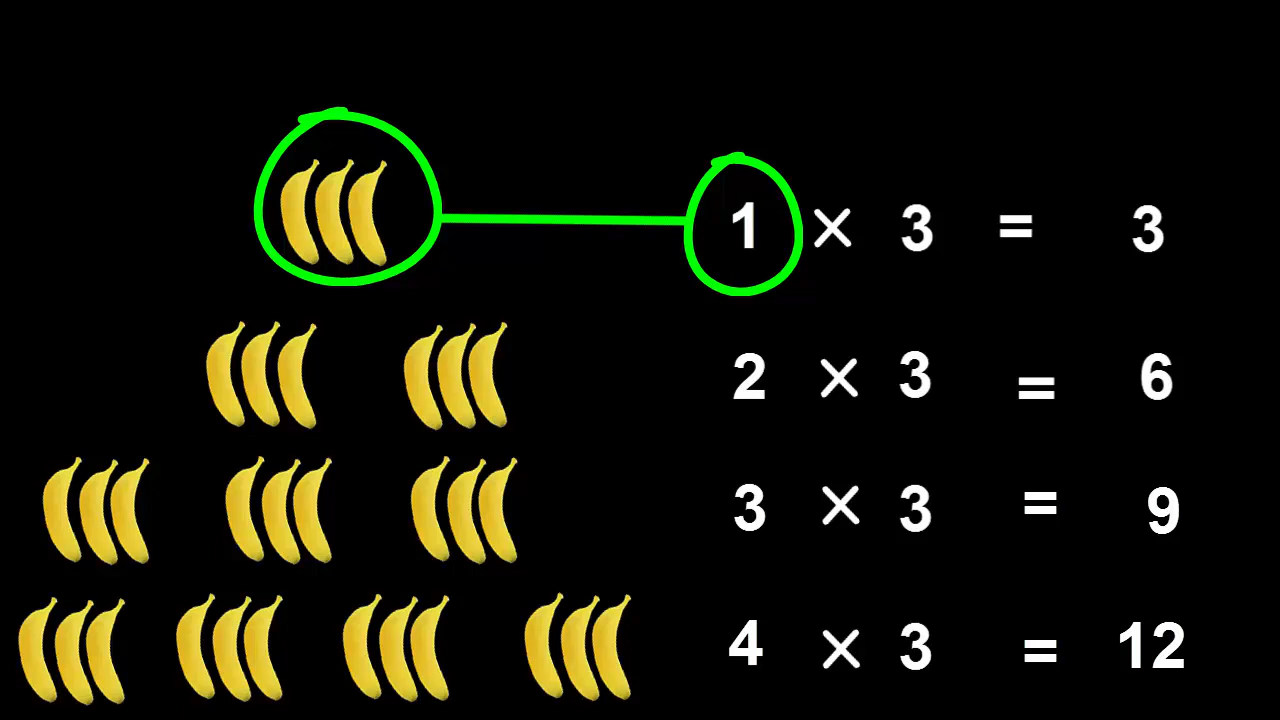 1 × 3 = 3
2 × 3 = 6
3 × 3 = 9
4 × 3 = 12